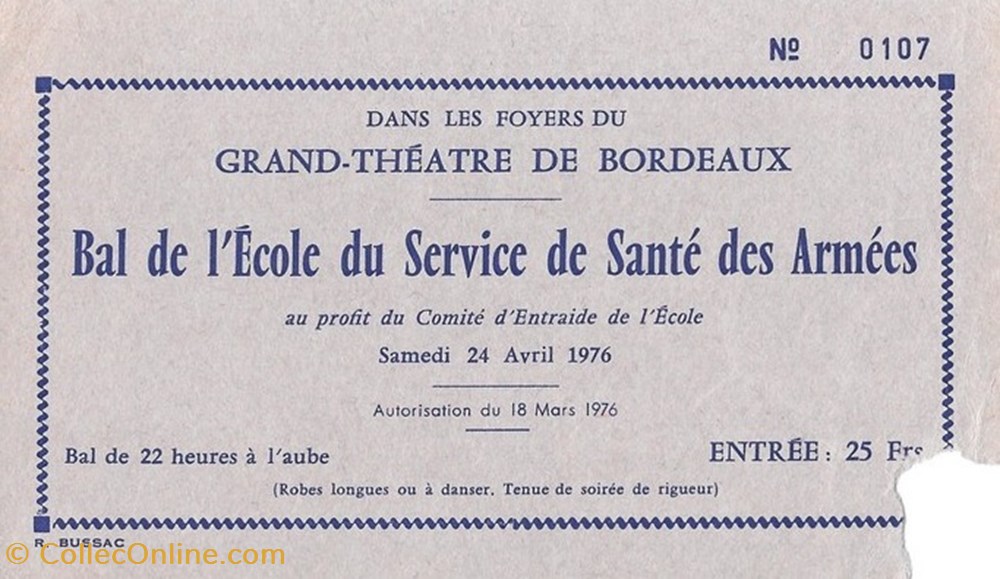 Nº 0107
DANS LES FOYERS DU
GRAND-THÉATRE DE BORDEAUX
Bal de l'École du Service de Santé des Armées
au profit du Comité d'Entraide de l'École
Samedi 24 Avril 1976
Autorisation du 18 Mars 1976
Bal de 22 heures à l'aube
ENTRÉE : 25 Frs
(Robes longues ou à danser. Tenue de soirée de rigueur)
R. BUSSAC
© CollecOnline.com